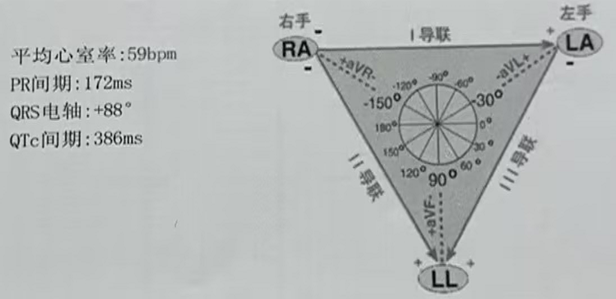 平均心室率:59bpm
PR间期:172ms
QRS电轴:+88°
QTc间期:386ms
右手
左手
RA
-
I导联
+
LA
-
-
+aVR-
-aVL+
-150°
-120°
-90°
-60°
-30°
180°
0°
150°
30°
120°
60°
90°
II导联
III导联
+aVF-
+
+
LL